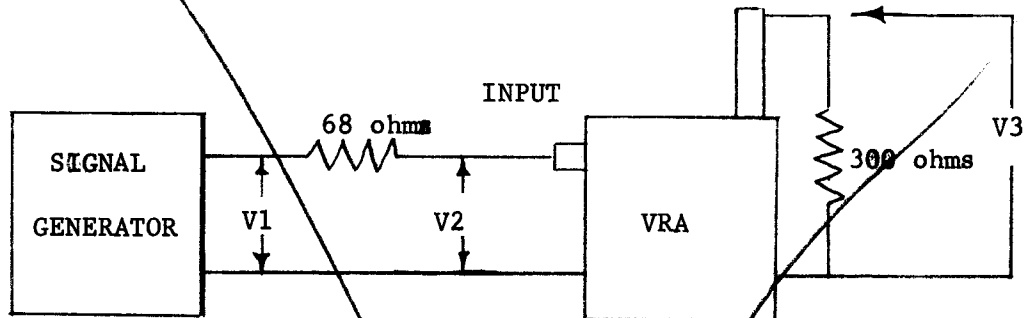 INPUT
68 ohms
V3
SIGNAL
300 ohms
V1
V2
VRA
GENERATOR